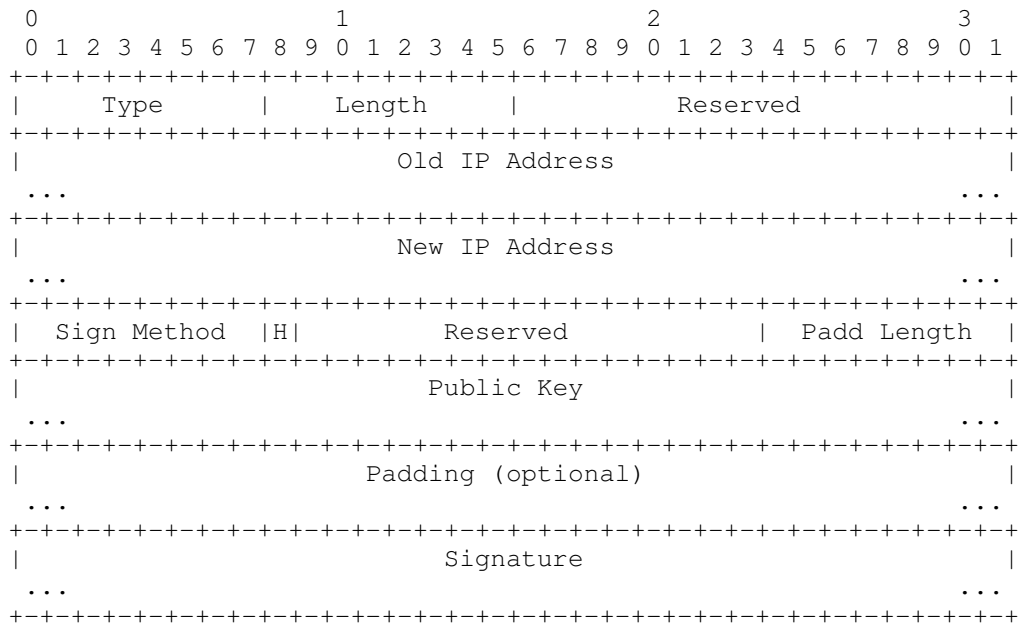 0                   1                   2                   3
 0 1 2 3 4 5 6 7 8 9 0 1 2 3 4 5 6 7 8 9 0 1 2 3 4 5 6 7 8 9 0 1
+-+-+-+-+-+-+-+-+-+-+-+-+-+-+-+-+-+-+-+-+-+-+-+-+-+-+-+-+-+-+-+-+
|     Type      |    Length     |          Reserved             |
+-+-+-+-+-+-+-+-+-+-+-+-+-+-+-+-+-+-+-+-+-+-+-+-+-+-+-+-+-+-+-+-+
|                        Old IP Address                         |
 ...                                                         ...
+-+-+-+-+-+-+-+-+-+-+-+-+-+-+-+-+-+-+-+-+-+-+-+-+-+-+-+-+-+-+-+-+
|                        New IP Address                         |
 ...                                                         ...
+-+-+-+-+-+-+-+-+-+-+-+-+-+-+-+-+-+-+-+-+-+-+-+-+-+-+-+-+-+-+-+-+
|  Sign Method  |H|         Reserved            |  Padd Length  |
+-+-+-+-+-+-+-+-+-+-+-+-+-+-+-+-+-+-+-+-+-+-+-+-+-+-+-+-+-+-+-+-+
|                          Public Key                           |
 ...                                                         ...
+-+-+-+-+-+-+-+-+-+-+-+-+-+-+-+-+-+-+-+-+-+-+-+-+-+-+-+-+-+-+-+-+
|                      Padding (optional)                       |
 ...                                                         ...
+-+-+-+-+-+-+-+-+-+-+-+-+-+-+-+-+-+-+-+-+-+-+-+-+-+-+-+-+-+-+-+-+
|                           Signature                           |
 ...                                                         ...
+-+-+-+-+-+-+-+-+-+-+-+-+-+-+-+-+-+-+-+-+-+-+-+-+-+-+-+-+-+-+-+-+